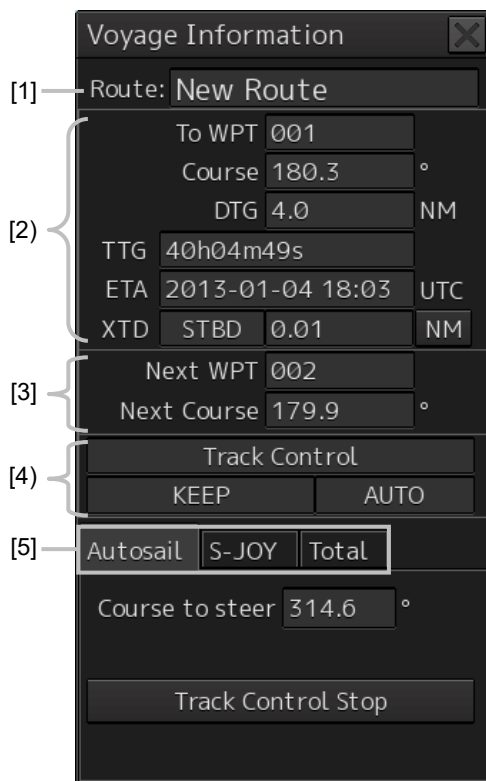 Voyage Information
[1] Route: New Route
To WPT 001
Course 180.3 °
[2] DTG 4.0 NM
TTG 40h04m49s
ETA 2013-01-04 18:03 UTC
XTD STBD 0.01 NM
Next WPT 002
[3]
Next Course 179.9 °
Track Control
[4]
KEEP AUTO
[5] Autosail S-JOY Total
Course to steer 314.6 °
Track Control Stop